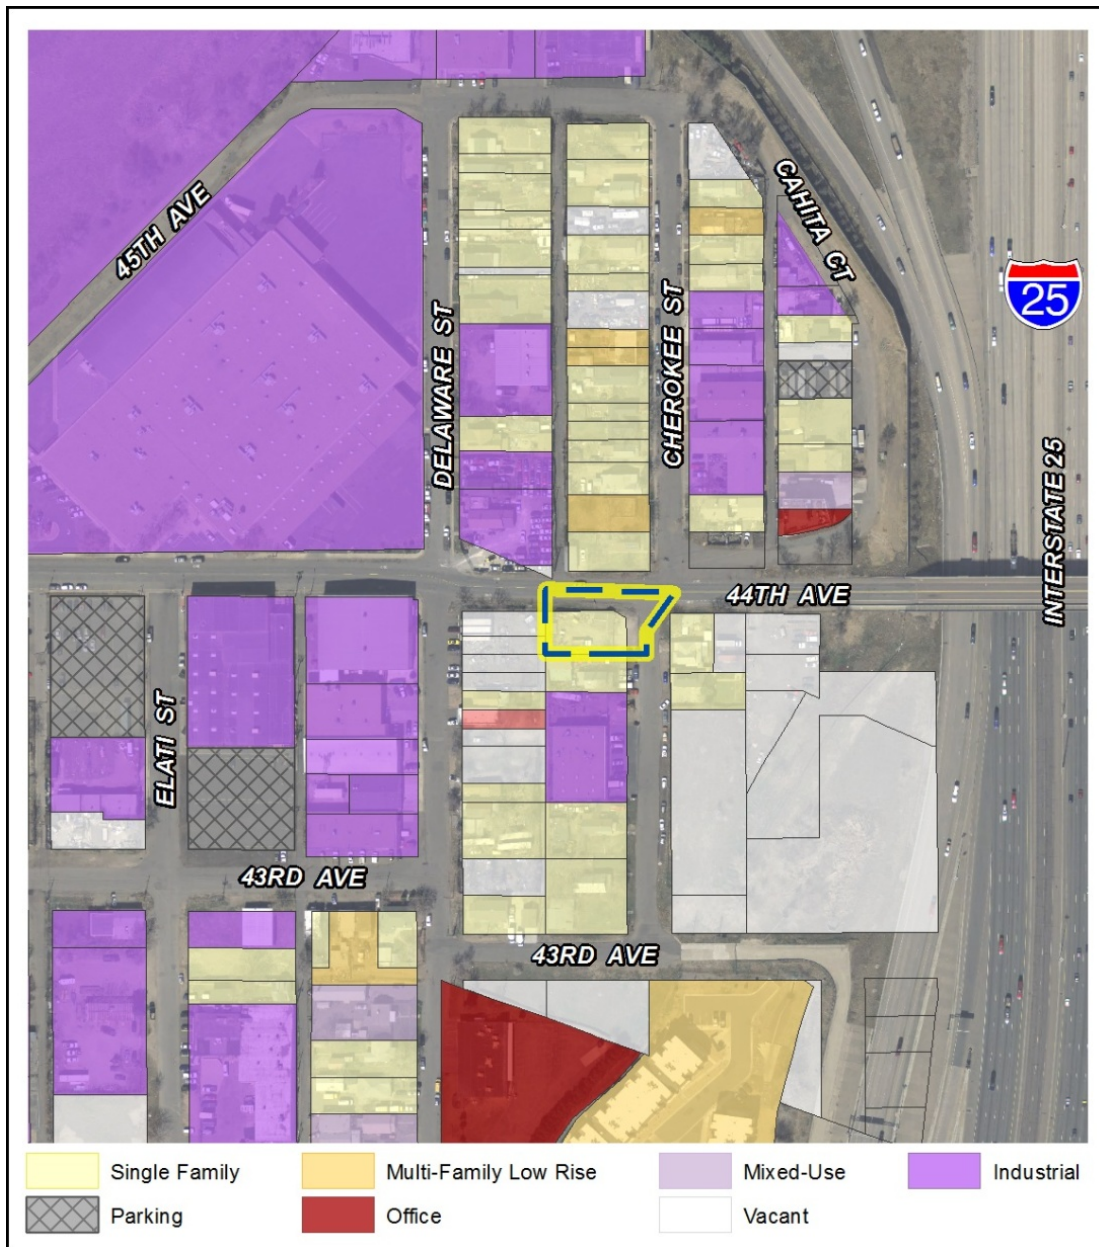 45TH AVE
CAHITA CT
25
DELAWARE ST
CHEROKEE ST
INTERSTATE 25
44TH AVE
ELATI ST
43RD AVE
43RD AVE
Single Family
Multi-Family Low Rise
Mixed-Use
Industrial
Parking
Office
Vacant